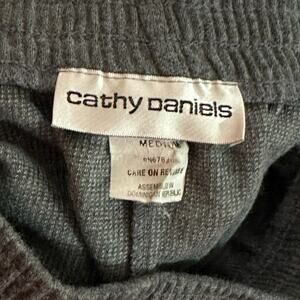 cathy Daniels
MEDIUM
CARE ON REVERSE
ASSEMBLED IN
DOMINICAN REPUBLIC